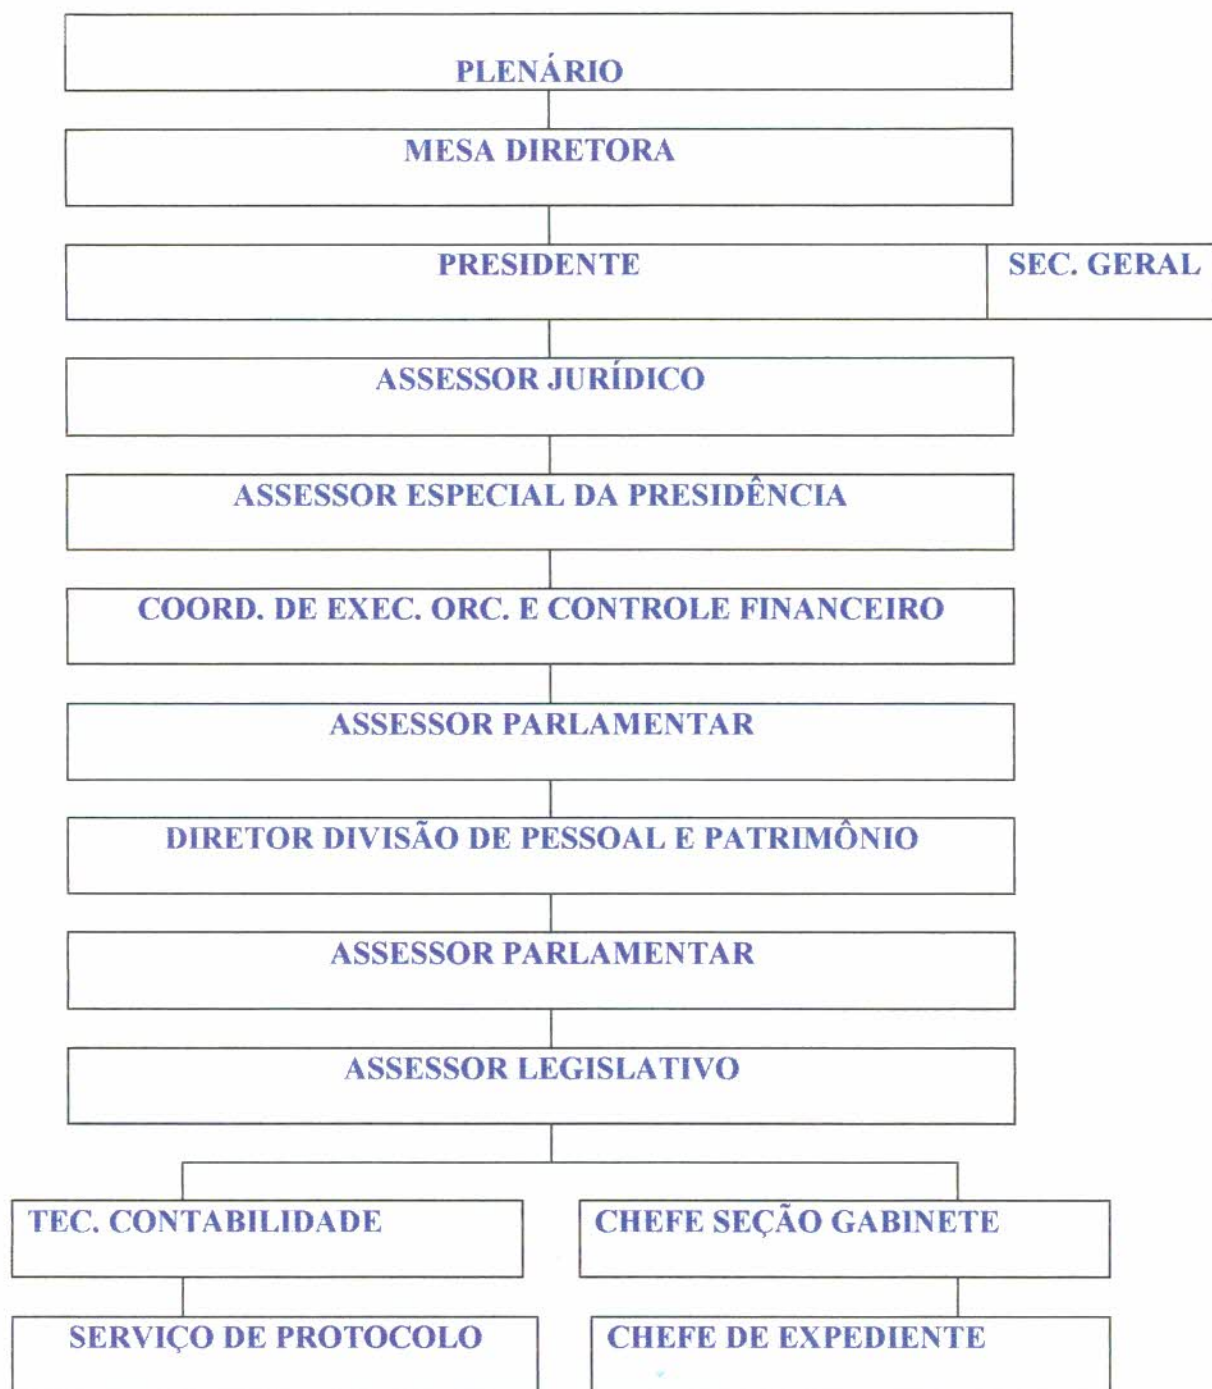 PLENÁRIO
MESA DIRETORA
PRESIDENTE
SEC. GERAL
ASSESSOR JURÍDICO
ASSESSOR ESPECIAL DA PRESIDÊNCIA
COORD. DE EXEC. ORC. E CONTROLE FINANCEIRO
ASSESSOR PARLAMENTAR
DIRETOR DIVISÃO DE PESSOAL E PATRIMÔNIO
ASSESSOR PARLAMENTAR
ASSESSOR LEGISLATIVO
TEC. CONTABILIDADE
CHEFE SEÇÃO GABINETE
SERVIÇO DE PROTOCOLO
CHEFE DE EXPEDIENTE